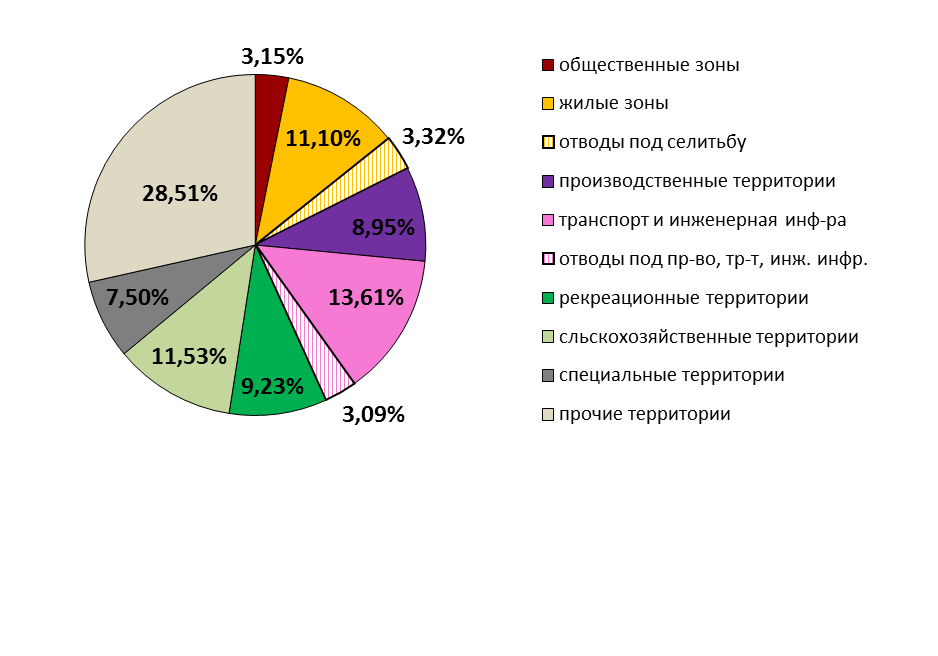 3,15%
11,10%
3,32%
8,95%
13,61%
3,09%
9,23%
11,53%
7,50%
28,51%
общественные зоны
жилые зоны
отводы под селитьбу
производственные территории
транспорт и инженерная инф-ра
отводы под пр-во, тр-т, инж. инфр.
рекреационные территории
сльскохозяйственные территории
специальные территории
прочие территории